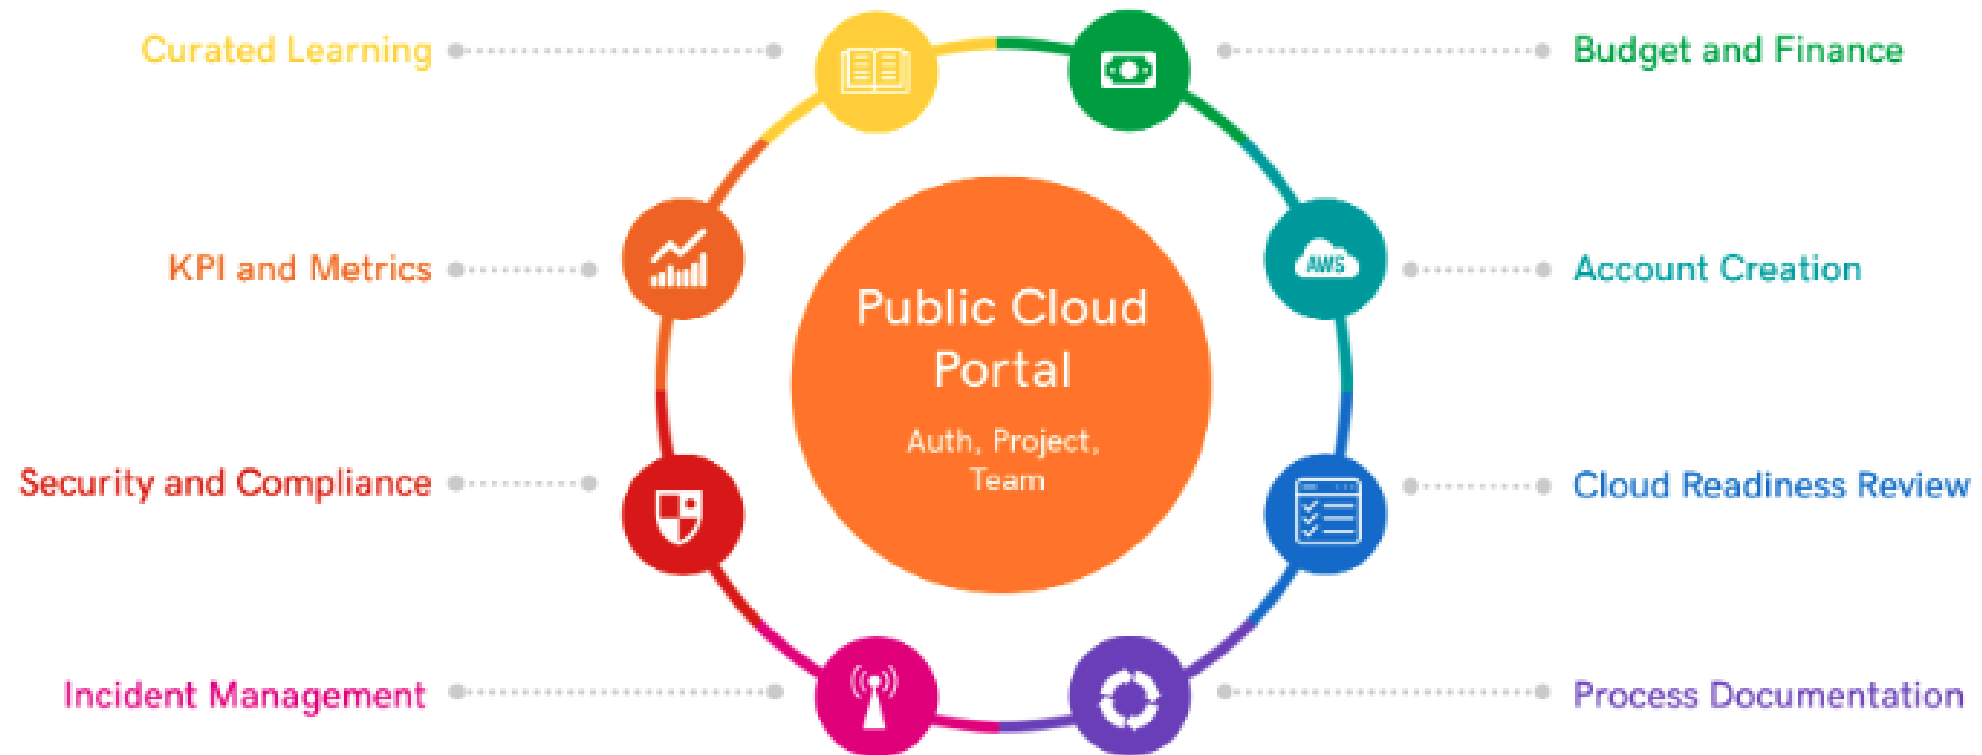 Curated Learning
Budget and Finance
KPI and Metrics
AWS
Account Creation
Public Cloud
Portal
Auth, Project,
Team
Security and Compliance
Cloud Readiness Review
Incident Management
Process Documentation